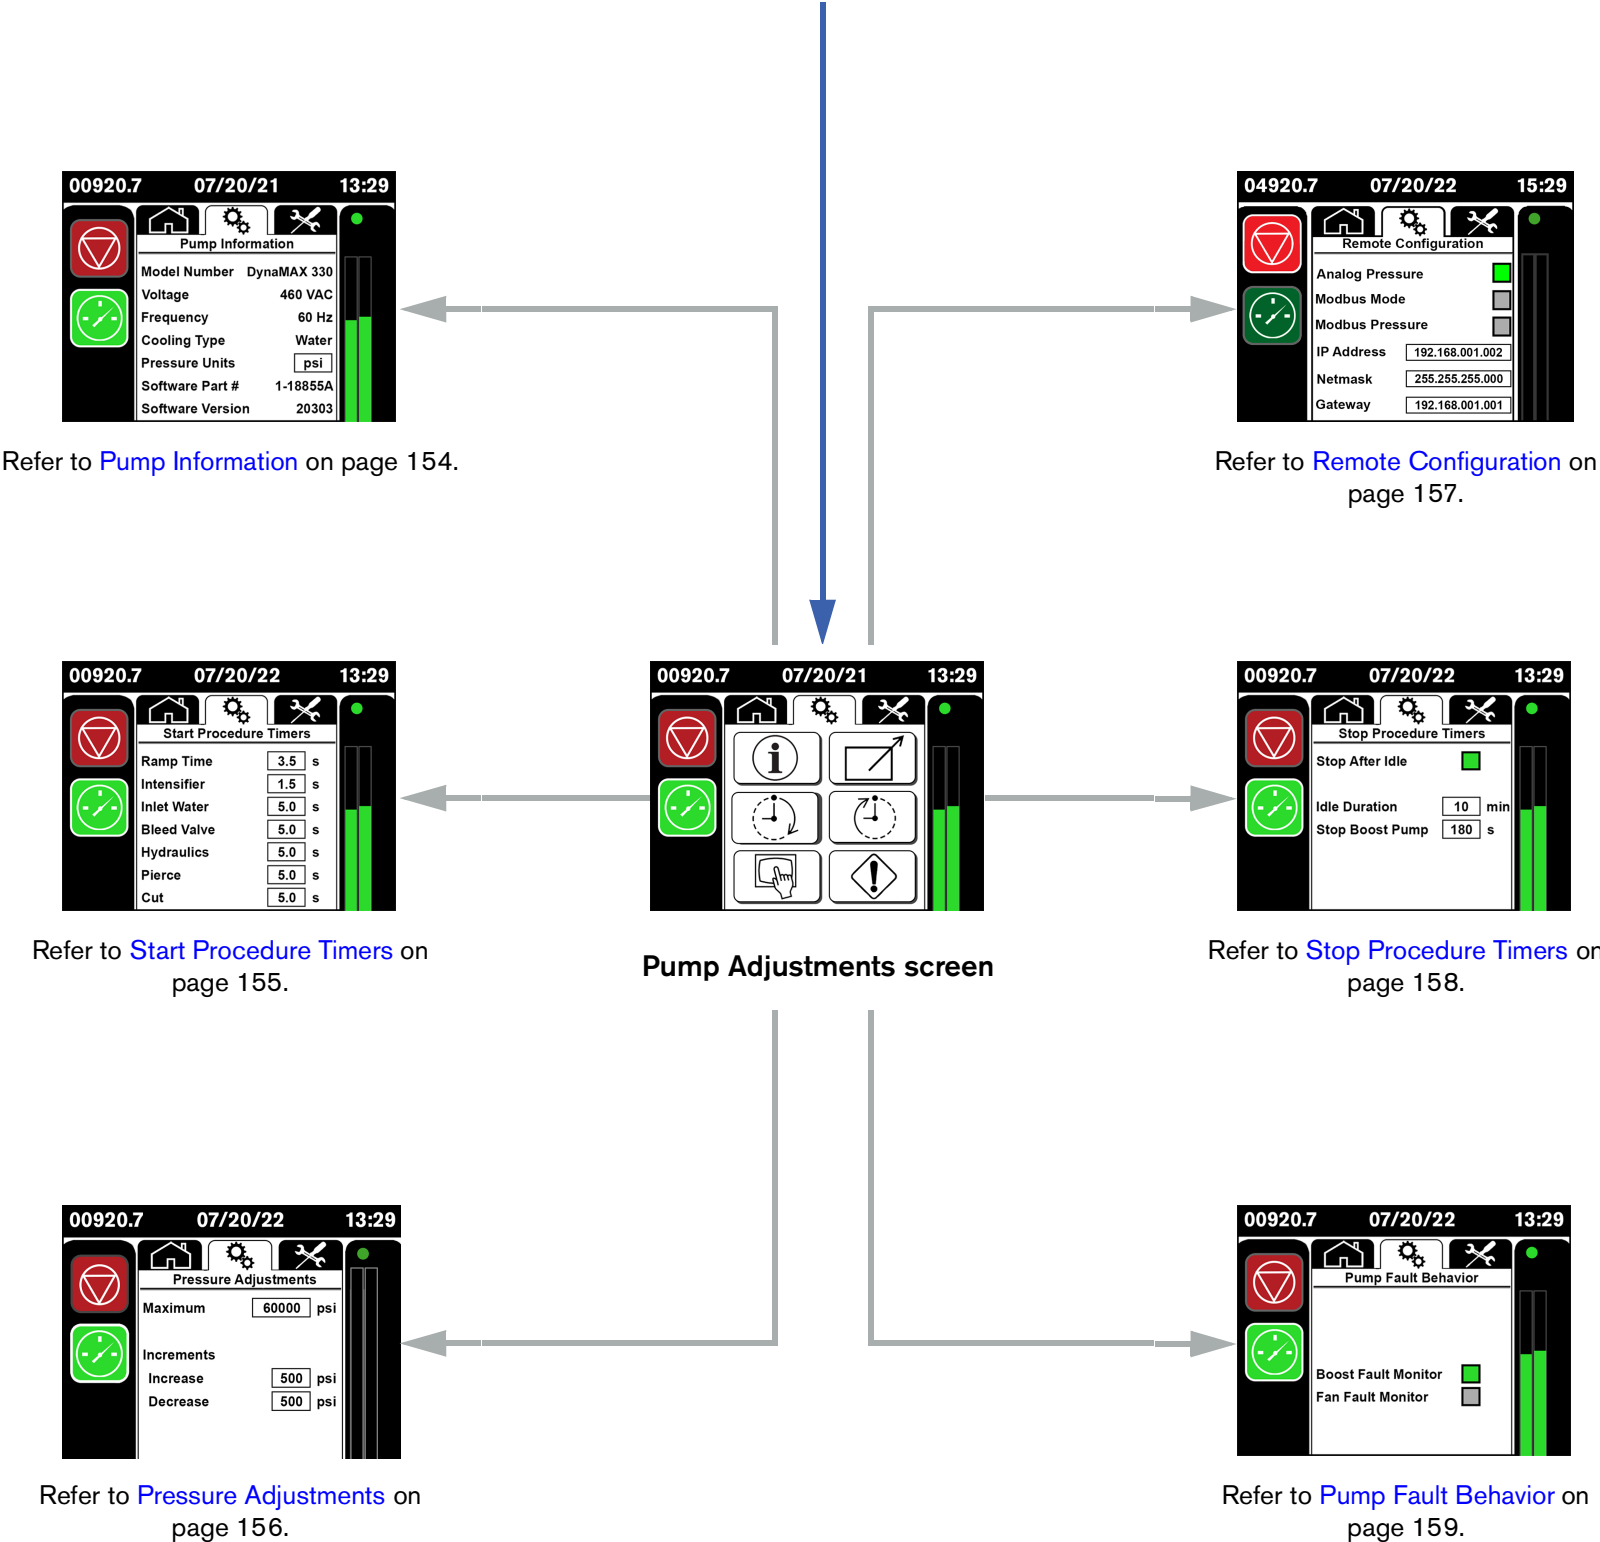 00920.7 07/20/21 13:29
Pump Information
Model Number DynaMAX 330
Voltage 460 VAC
Frequency 60 Hz
Cooling Type Water
Pressure Units psi
Software Part # 1-18855A
Software Version 20303
Refer to Pump Information on page 154.
04920.7 07/20/22 15:29
Remote Configuration
Analog Pressure
Modbus Mode
Modbus Pressure
IP Address 192.168.001.002
Netmask 255.255.255.000
Gateway 192.168.001.001
Refer to Remote Configuration on
page 157.
00920.7 07/20/22 13:29
Start Procedure Timers
Ramp Time 3.5 s
Intensifier 1.5 s
Inlet Water 5.0 s
Bleed Valve 5.0 s
Hydraulics 5.0 s
Pierce 5.0 s
Cut 5.0 s
Refer to Start Procedure Timers on
page 155.
00920.7 07/20/21 13:29
Pump Adjustments screen
00920.7 07/20/22 13:29
Stop Procedure Timers
Stop After Idle
Idle Duration 10 min
Stop Boost Pump 180 s
Refer to Stop Procedure Timers on
page 158.
00920.7 07/20/22 13:29
Pressure Adjustments
Maximum 60000 psi
Increments
Increase 500 psi
Decrease 500 psi
Refer to Pressure Adjustments on
page 156.
00920.7 07/20/22 13:29
Pump Fault Behavior
Boost Fault Monitor
Fan Fault Monitor
Refer to Pump Fault Behavior on
page 159.